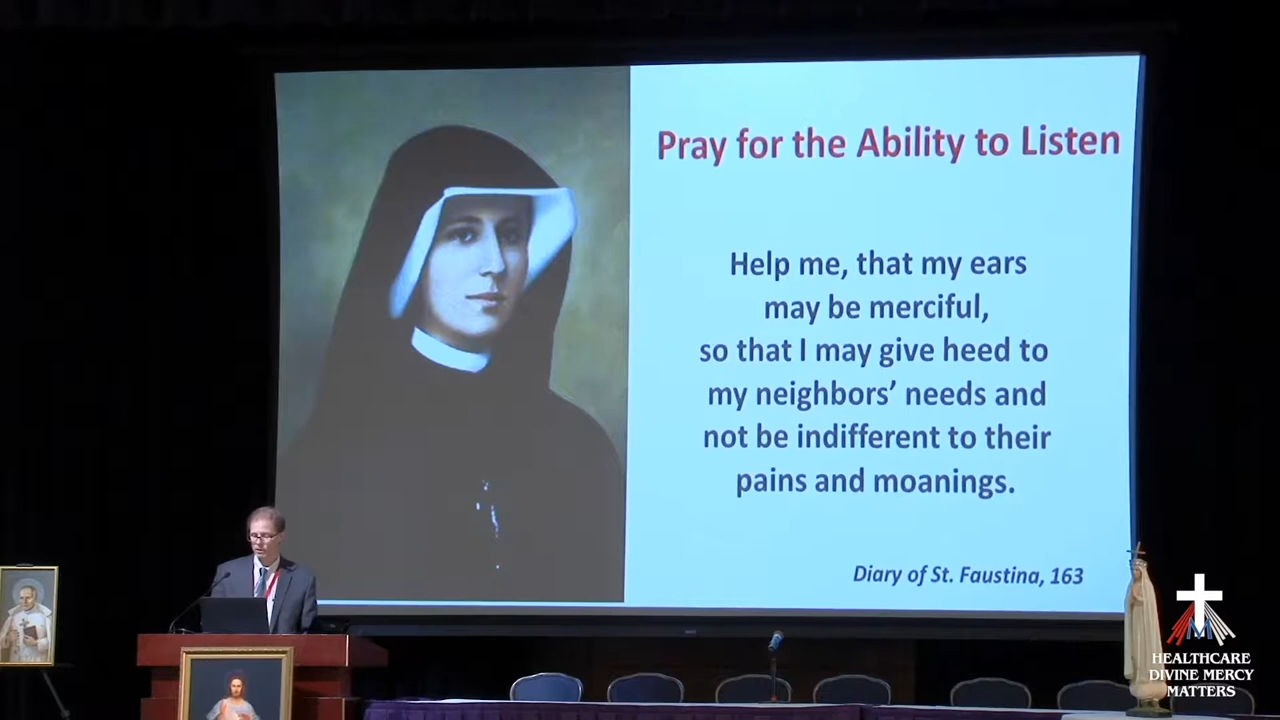 Pray for the Ability to Listen
Help me, that my ears
may be merciful,
so that I may give heed to
my neighbors’ needs and
not be indifferent to their
pains and moanings.
Diary of St. Faustina, 163
HEALTHCARE
DIVINE MERCY
MATTERS